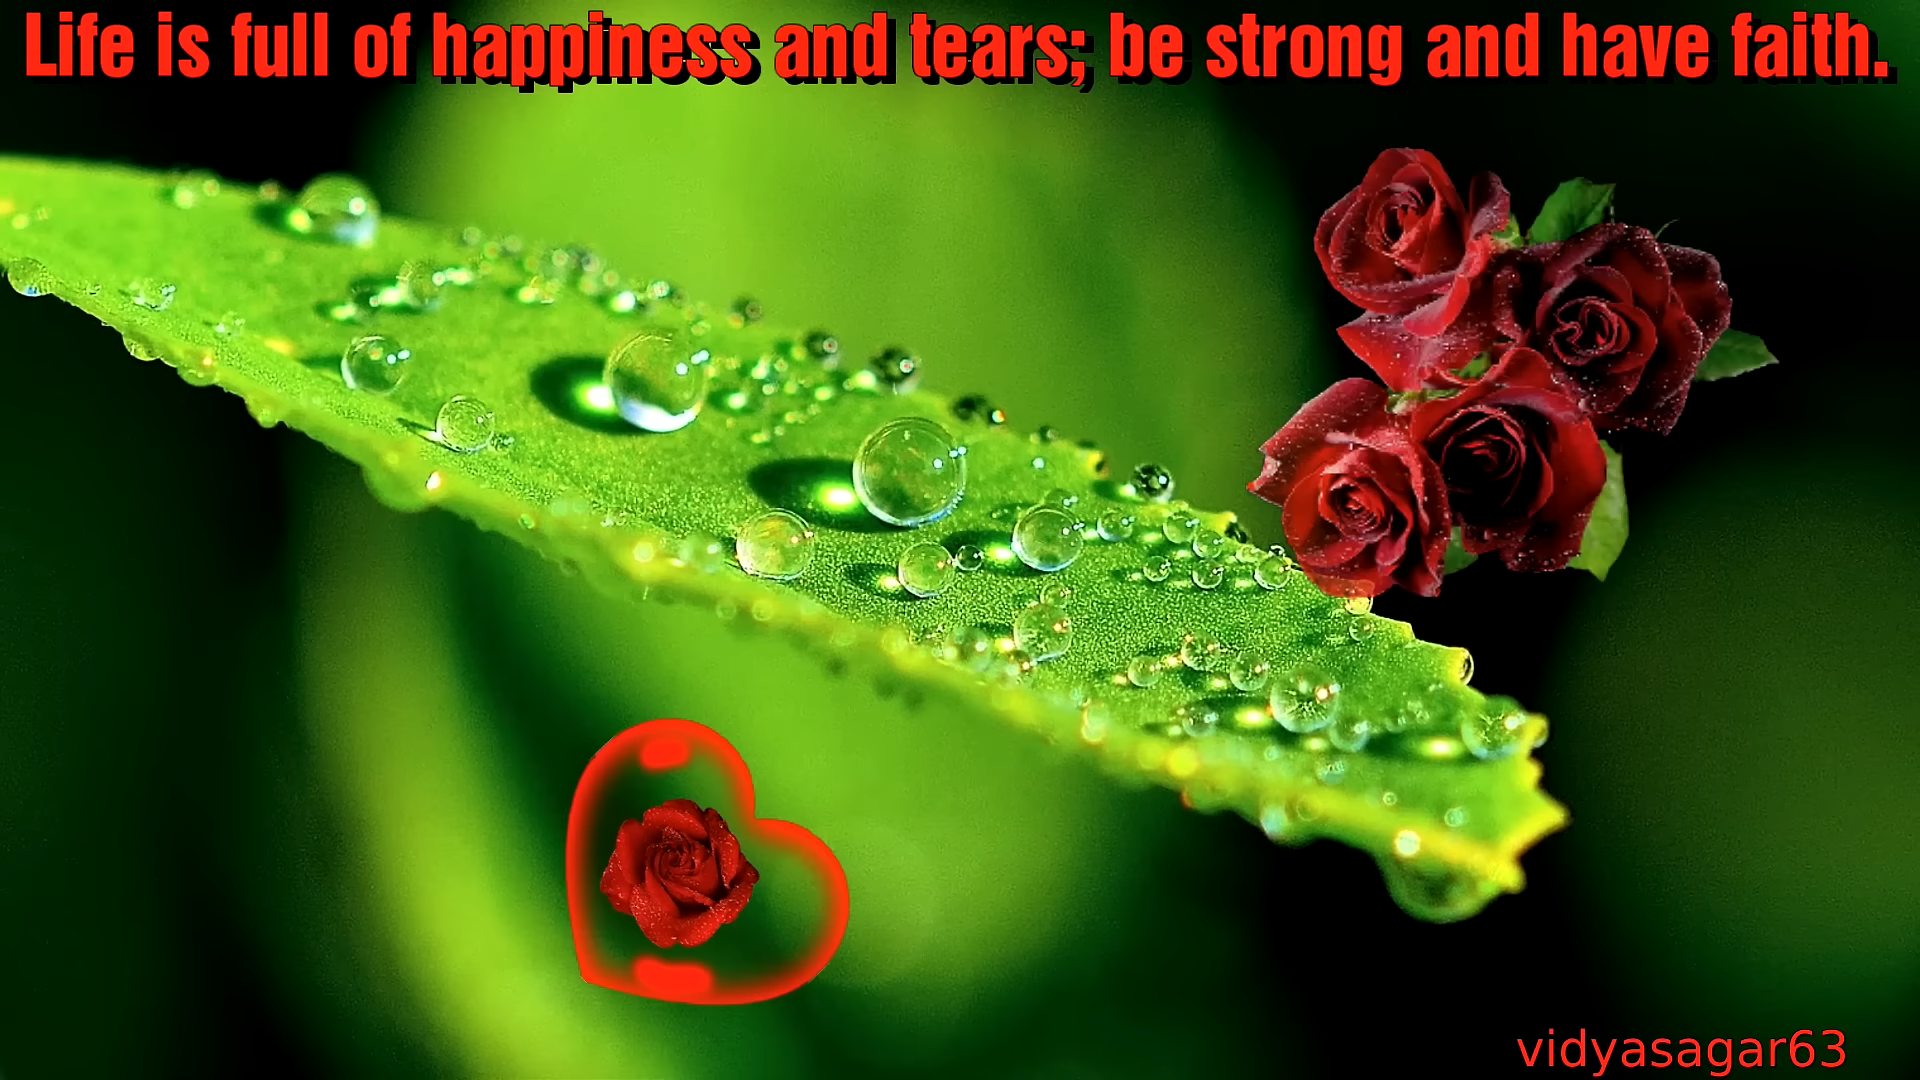 Life is full of happiness and tears; be strong and have faith.
vidyasagar63